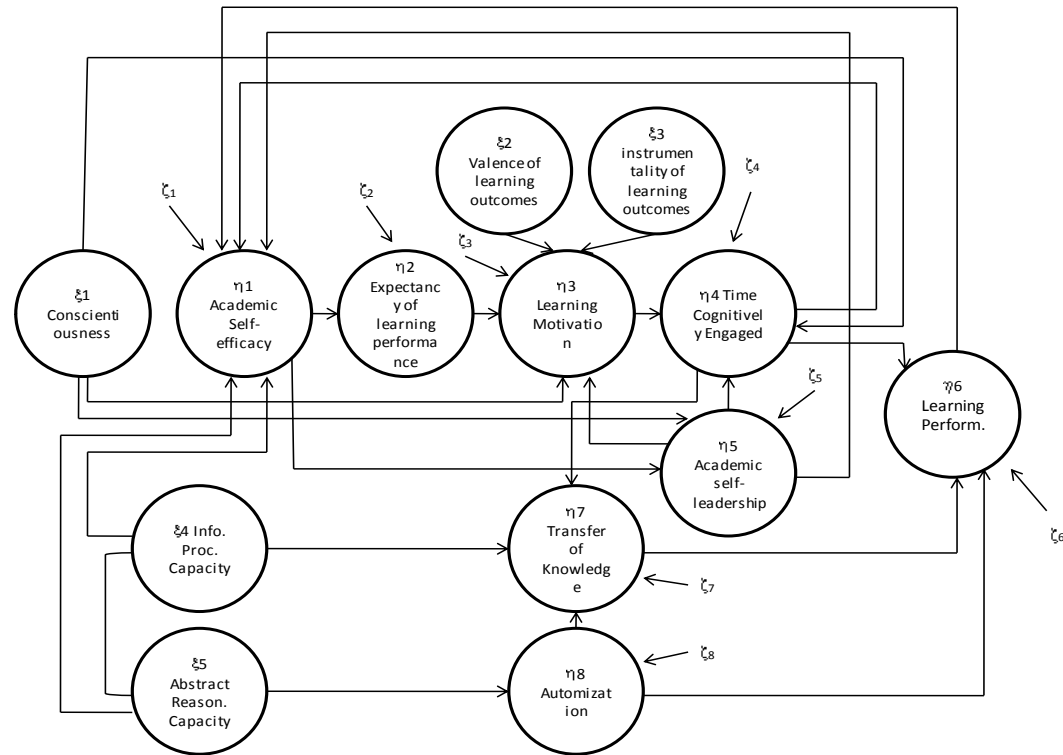 ξ2
Valence of
learning
outcomes
ξ3
instrumen
tality of
learning
outcomes
ζ4
ζ1
ζ2
ζ3
ξ1
Conscienti
ousness
η1
Academic
Self-
efficacy
η2
Expectanc
y of
learning
performa
nce
η3
Learning
Motivatio
n
η4 Time
Cognitivel
y Engaged
ζ5
η6
Learning
Perform.
η5
Academic
self-
leadership
ζ6
ξ4 Info.
Proc.
Capacity
η7
Transfer
of
Knowledg
e
ζ7
ξ5
Abstract
Reason.
Capacity
η8
Automizat
ion
ζ8